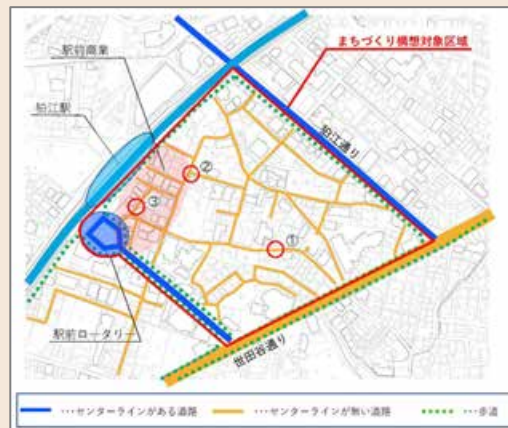 駅前商業
まちづくり構想対象区域
狛江駅
狛江通り
②
③
①
駅前ロータリー
世田谷通り
・・・センターラインがある道路
・・・センターラインが無い道路
・・・歩道